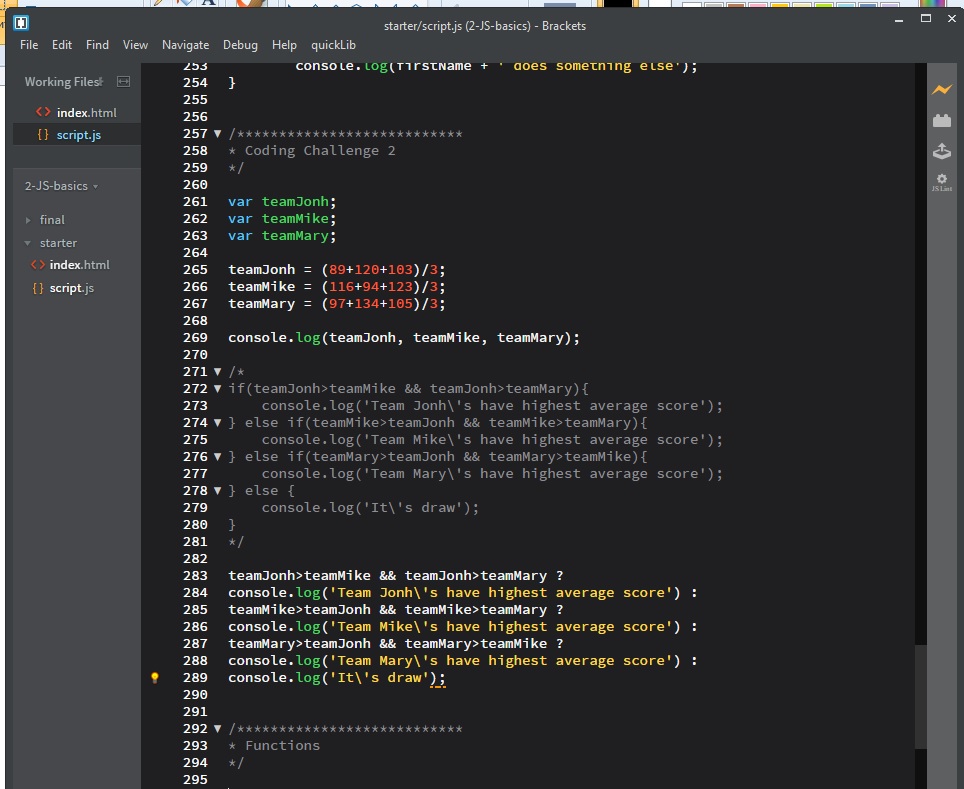 starter/script.js (2-JS-basics) - Brackets
File Edit Find View Navigate Debug Help quickLib
Working Files
index.html
script.js
2-JS-basics
final
starter
index.html
script.js
JS List
253 console.log(firstName + ' does something else');
254 }
255
256
257 /***************************
258 * Coding Challenge 2
259 */
260
261 var teamJonh;
262 var teamMike;
263 var teamMary;
264
265 teamJonh = (89+120+103)/3;
266 teamMike = (116+94+123)/3;
267 teamMary = (97+134+105)/3;
268
269 console.log(teamJonh, teamMike, teamMary);
270
271 /*
272 if(teamJonh>teamMike && teamJonh>teamMary){
273     console.log('Team Jonh\'s have highest average score');
274 } else if(teamMike>teamJonh && teamMike>teamMary){
275     console.log('Team Mike\'s have highest average score');
276 } else if(teamMary>teamJonh && teamMary>teamMike){
277     console.log('Team Mary\'s have highest average score');
278 } else {
279     console.log('It\'s draw');
280 }
281 */
282
283 teamJonh>teamMike && teamJonh>teamMary ?
284 console.log('Team Jonh\'s have highest average score') :
285 teamMike>teamJonh && teamMike>teamMary ?
286 console.log('Team Mike\'s have highest average score') :
287 teamMary>teamJonh && teamMary>teamMike ?
288 console.log('Team Mary\'s have highest average score') :
289 console.log('It\'s draw');
290
291
292 /***************************
293 * Functions
294 */
295